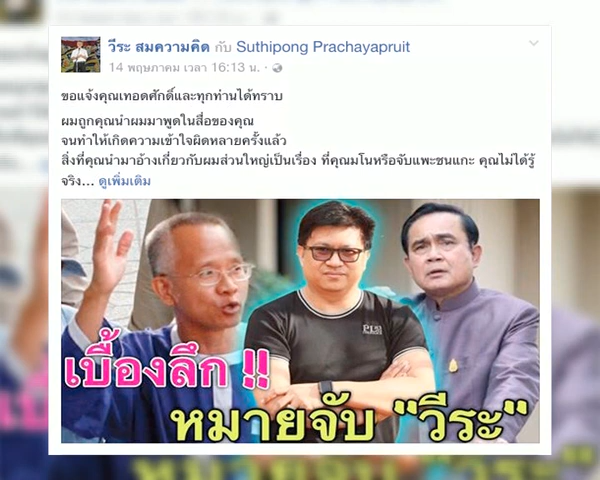 วีระ สมความคิด กับ Suthipong Prachayapruit
14 พฤษภาคม เวลา 16:13 น. ·
ขอแจ้งคุณเทอดศักดิ์และทุกท่านได้ทราบ
ผมถูกคุณนำผมมาพูดในสื่อของคุณ
จนทำให้เกิดความเข้าใจผิดหลายครั้งแล้ว
สิ่งที่คุณนำมาอ้างเกี่ยวกับผมส่วนใหญ่เป็นเรื่อง ที่คุณมโนหรือจับแพะชนแกะ คุณไม่ได้รู้
จริง... ดูเพิ่มเติม
เบื้องลึก !!
หมายจับ "วีระ"